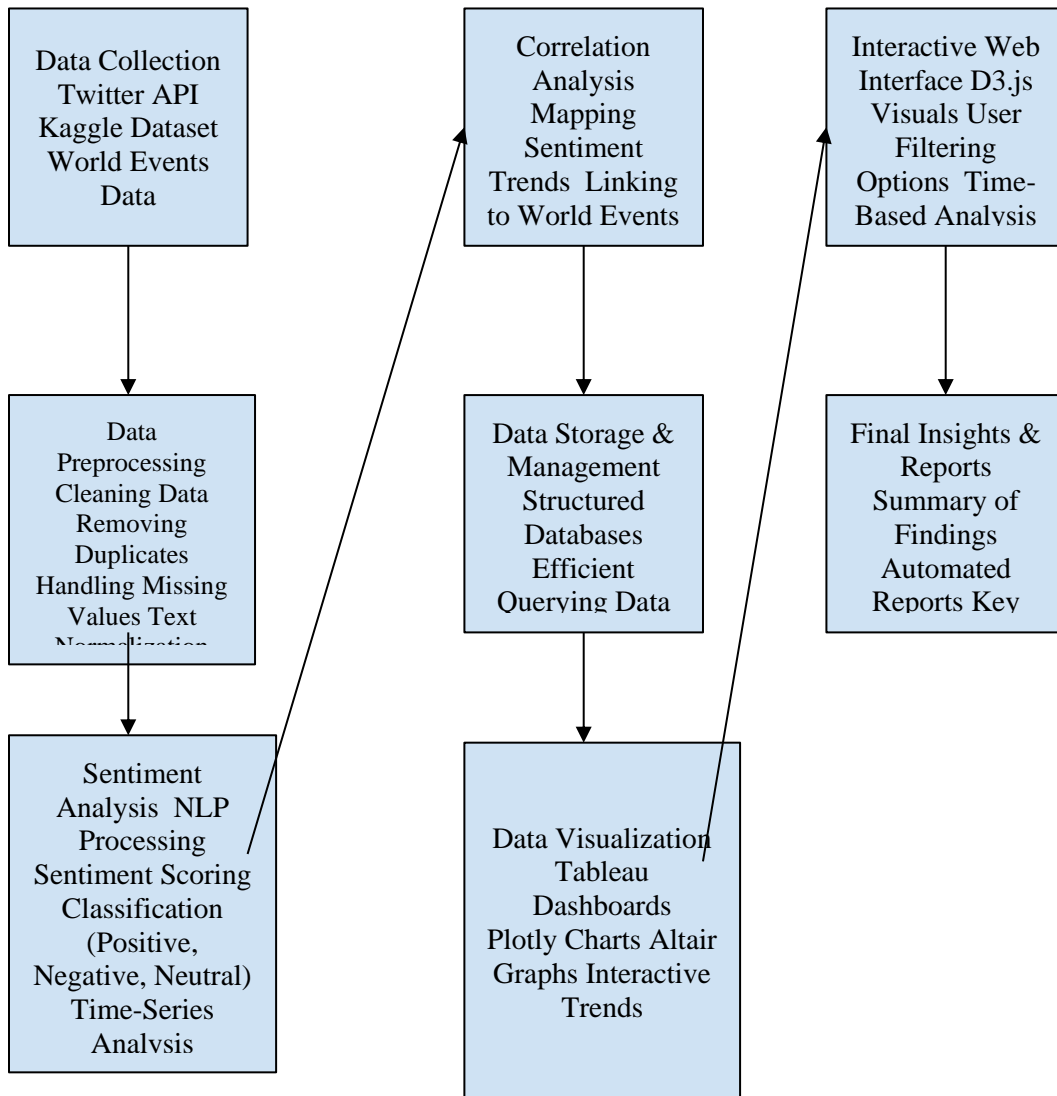 Data Collection
Twitter API
Kaggle Dataset
World Events
Data
Data
Preprocessing
Cleaning Data
Removing
Duplicates
Handling Missing
Values Text
Normalization
Sentiment
Analysis NLP
Processing
Sentiment Scoring
Classification
(Positive,
Negative, Neutral)
Time-Series
Analysis
Correlation
Analysis
Mapping
Sentiment
Trends Linking
to World Events
Data Storage &
Management
Structured
Databases
Efficient
Querying Data
Data Visualization
Tableau
Dashboards
Plotly Charts Altair
Graphs Interactive
Trends
Interactive Web
Interface D3.js
Visuals User
Filtering
Options Time-
Based Analysis
Final Insights &
Reports
Summary of
Findings
Automated
Reports Key